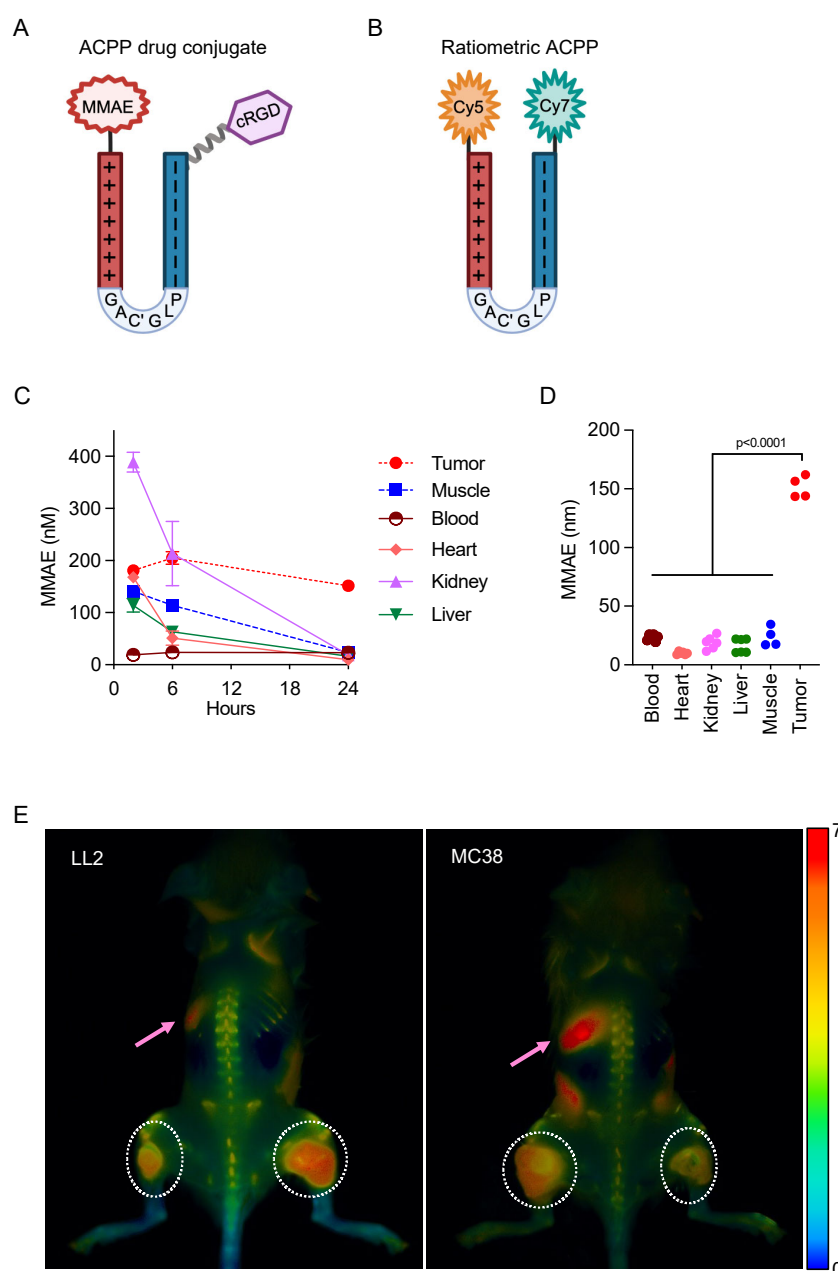 A
ACPP drug conjugate
MMAE
cRGD
+
+
+
+
+
+
+
G
A
C'
G
L
P
B
Ratiometric ACPP
Cy5
Cy7
+
+
+
+
+
+
+
G
A
C'
G
L
P
C
MMAE (nM)
400
300
200
100
0
0 6 12 18 24
Hours
Tumor
Muscle
Blood
Heart
Kidney
Liver
D
MMAE (nm)
200
150
100
50
0
p<0.0001
Blood
Heart
Kidney
Liver
Muscle
Tumor
E
LL2
MC38
7